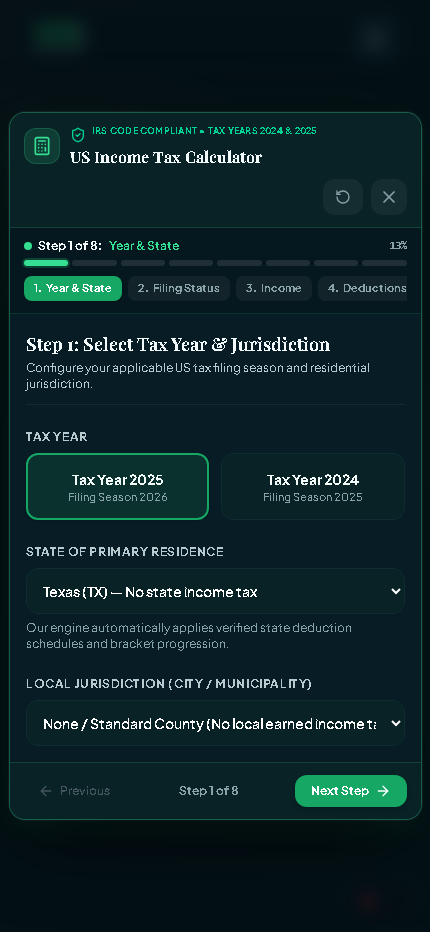 IRS CODE COMPLIANT • TAX YEARS 2024 & 2025
US Income Tax Calculator
Step 1 of 8: Year & State
13%
1. Year & State
2. Filing Status
3. Income
4. Deductions
Step 1: Select Tax Year & Jurisdiction
Configure your applicable US tax filing season and residential
jurisdiction.
TAX YEAR
Tax Year 2025
Filing Season 2026
Tax Year 2024
Filing Season 2025
STATE OF PRIMARY RESIDENCE
Texas (TX) — No state income tax
Our engine automatically applies verified state deduction
schedules and bracket progression.
LOCAL JURISDICTION (CITY / MUNICIPALITY)
None / Standard County (No local earned income ta
← Previous
Step 1 of 8
Next Step →